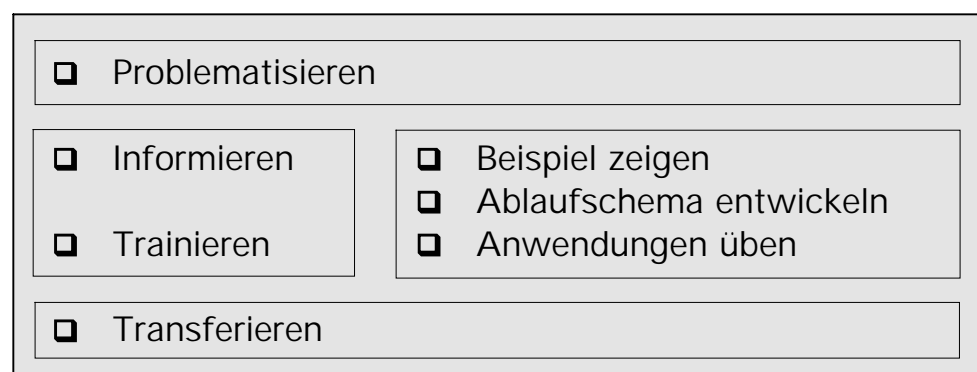 ❑ Problematisieren
❑ Informieren
❑ Trainieren
❑ Beispiel zeigen
❑ Ablaufschema entwickeln
❑ Anwendungen üben
❑ Transferieren